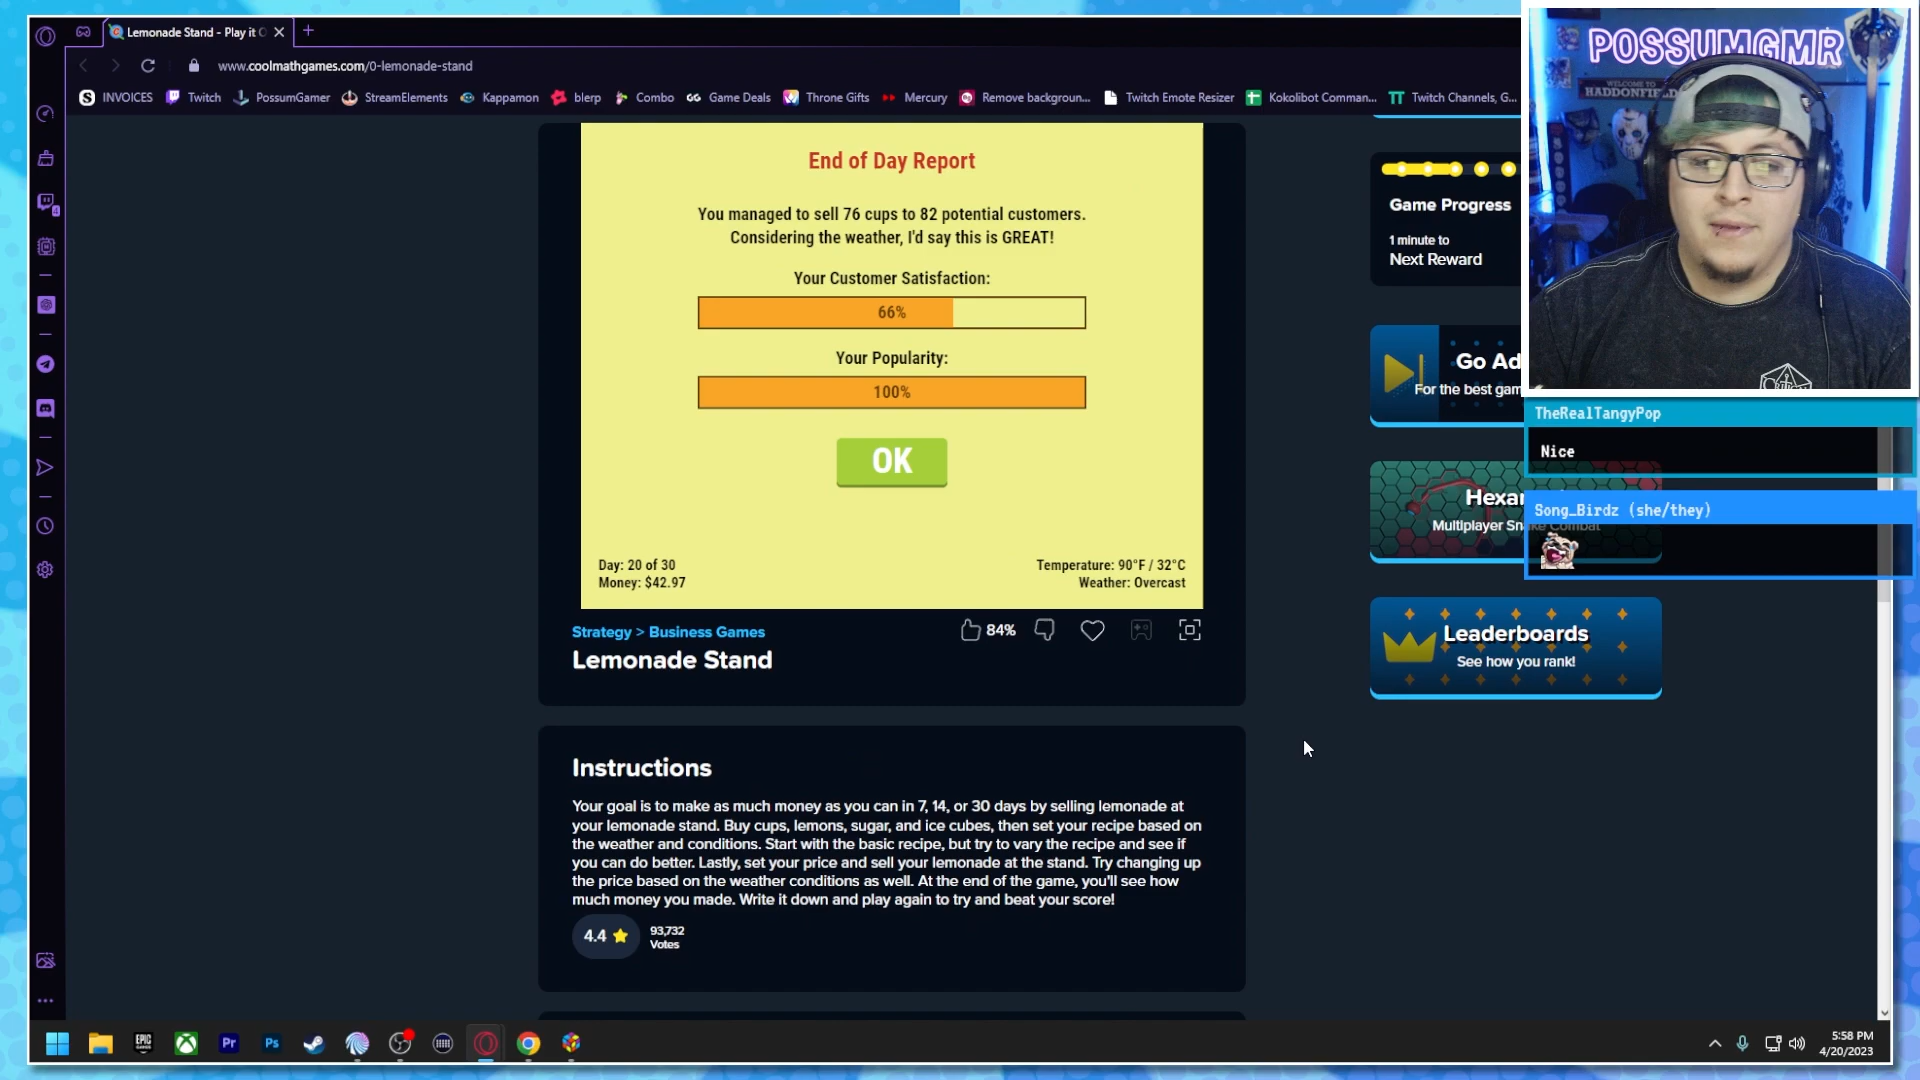 Lemonade Stand - Play it O
www.coolmathgames.com/0-lemonade-stand
INVOICES
Twitch
PossumGamer
StreamElements
Kappamon
blerp
Combo
Game Deals
Throne Gifts
Mercury
Remove backgroun...
Twitch Emote Resizer
Kokolibot Comman...
Twitch Channels, G...
POSSUMGMR
WELCOME TO
HADDONFIELD
End of Day Report
You managed to sell 76 cups to 82 potential customers.
Considering the weather, I'd say this is GREAT!
Your Customer Satisfaction:
66%
Your Popularity:
100%
OK
Day: 20 of 30
Money: $42.97
Temperature: 90°F / 32°C
Weather: Overcast
Strategy > Business Games
84%
Lemonade Stand
Instructions
Your goal is to make as much money as you can in 7, 14, or 30 days by selling lemonade at
your lemonade stand. Buy cups, lemons, sugar, and ice cubes, then set your recipe based on
the weather and conditions. Start with the basic recipe, but try to vary the recipe and see if
you can do better. Lastly, set your price and sell your lemonade at the stand. Try changing up
the price based on the weather conditions as well. At the end of the game, you'll see how
much money you made. Write it down and play again to try and beat your score!
4.4
93,732
Votes
Game Progress
1 minute to
Next Reward
Go Ad
For the best gam
TheRealTangyPop
Nice
Song_Birdz (she/they)
Hexan
Multiplayer Snake Combat
Leaderboards
See how you rank!
EPIC
GAMES
Pr
Ps
5:58 PM
4/20/2023